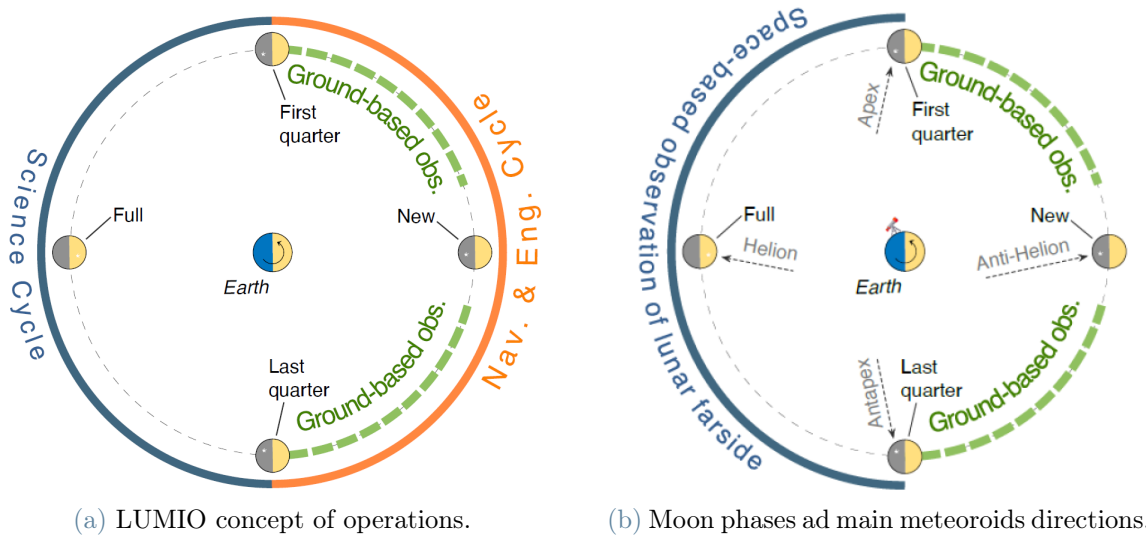 Science Cycle
Nav. & Eng. Cycle
Ground-based obs.
First
quarter
Full
New
Earth
Last
quarter
Ground-based obs.
(a) LUMIO concept of operations.
Space-based observation of lunar farside
Ground-based obs.
Apex
First
quarter
Full
New
Helion
Anti-Helion
Earth
Antapex
Last
quarter
Ground-based obs.
(b) Moon phases ad main meteoroids directions.